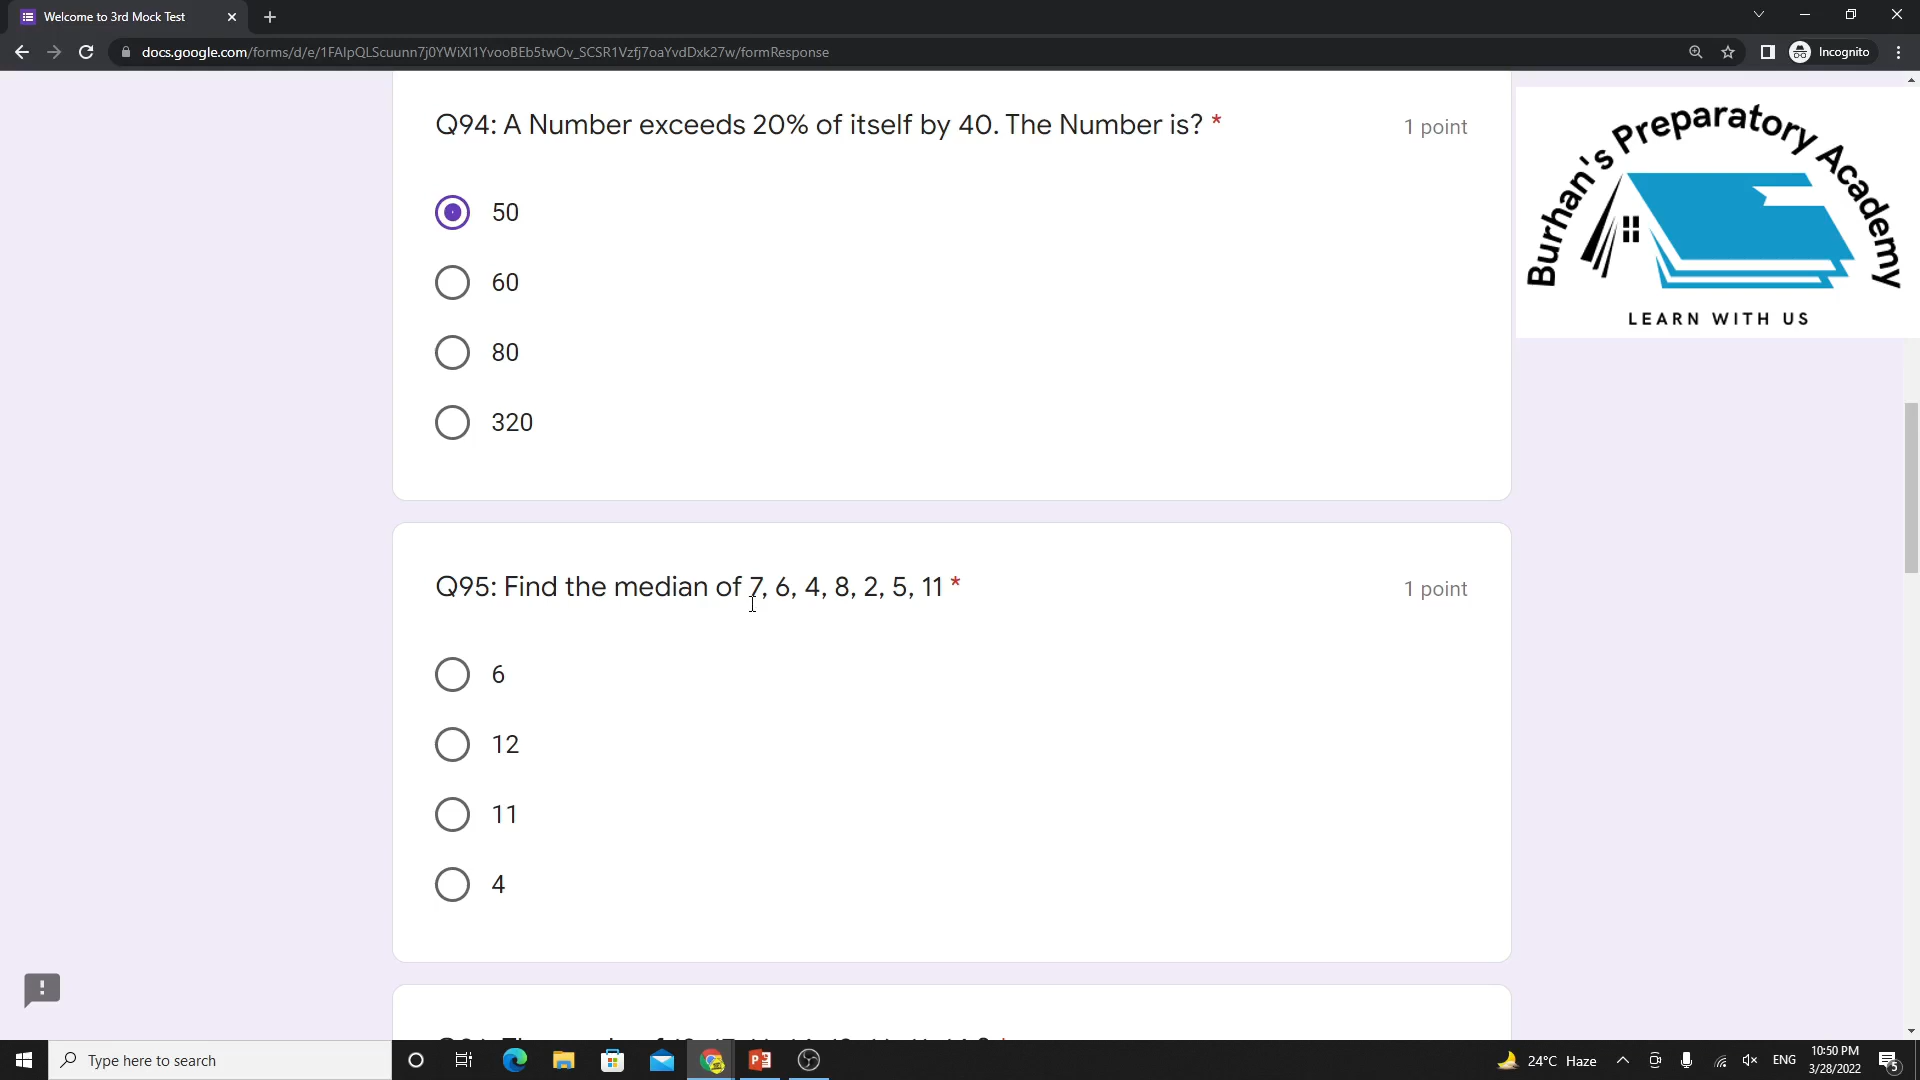 Welcome to 3rd Mock Test
docs.google.com/forms/d/e/1FAIpQLScuunn7j0YWiXI1YvooBEb5twOv_SCSR1Vzfj7oaYvdDxk27w/formResponse
Incognito
Q94: A Number exceeds 20% of itself by 40. The Number is? *
1 point
50
60
80
320
Burhan's Preparatory Academy
LEARN WITH US
Q95: Find the median of 7, 6, 4, 8, 2, 5, 11 *
1 point
6
12
11
4
Type here to search
24°C Haze
ENG
10:50 PM
3/28/2022
5